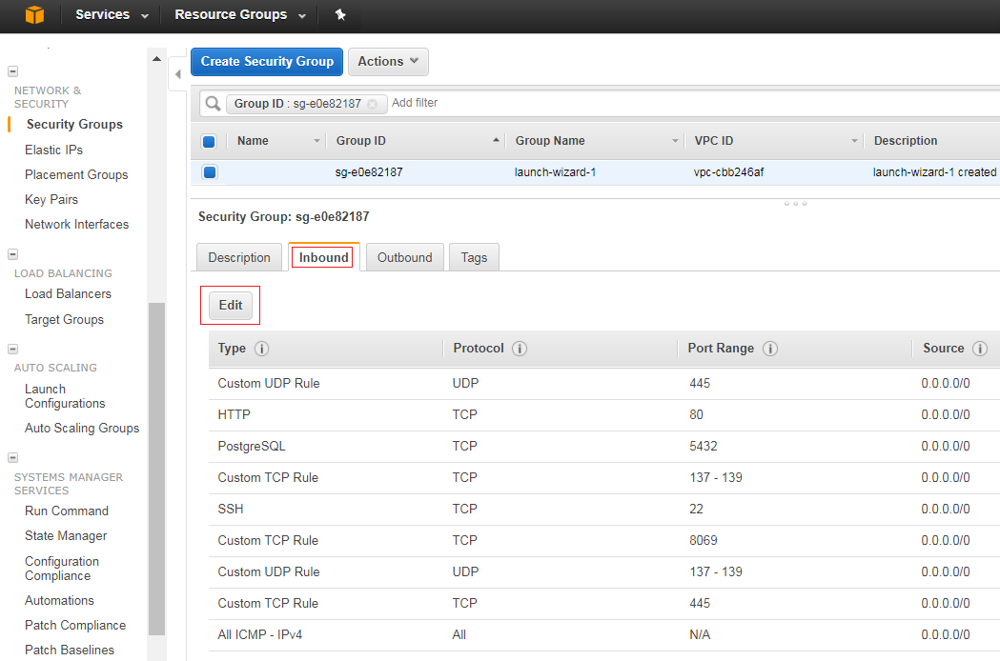 Services
Resource Groups
NETWORK &
SECURITY
Security Groups
Elastic IPs
Placement Groups
Key Pairs
Network Interfaces
LOAD BALANCING
Load Balancers
Target Groups
AUTO SCALING
Launch
Configurations
Auto Scaling Groups
SYSTEMS MANAGER
SERVICES
Run Command
State Manager
Configuration
Compliance
Automations
Patch Compliance
Patch Baselines
Create Security Group Actions
Group ID : sg-e0e82187 Add filter
Name Group ID Group Name VPC ID Description
sg-e0e82187 launch-wizard-1 vpc-cbb246af launch-wizard-1 created
Security Group: sg-e0e82187
Description Inbound Outbound Tags
Edit
Type Protocol Port Range Source
Custom UDP Rule UDP 445 0.0.0.0/0
HTTP TCP 80 0.0.0.0/0
PostgreSQL TCP 5432 0.0.0.0/0
Custom TCP Rule TCP 137 - 139 0.0.0.0/0
SSH TCP 22 0.0.0.0/0
Custom TCP Rule TCP 8069 0.0.0.0/0
Custom UDP Rule UDP 137 - 139 0.0.0.0/0
Custom TCP Rule TCP 445 0.0.0.0/0
All ICMP - IPv4 All N/A 0.0.0.0/0